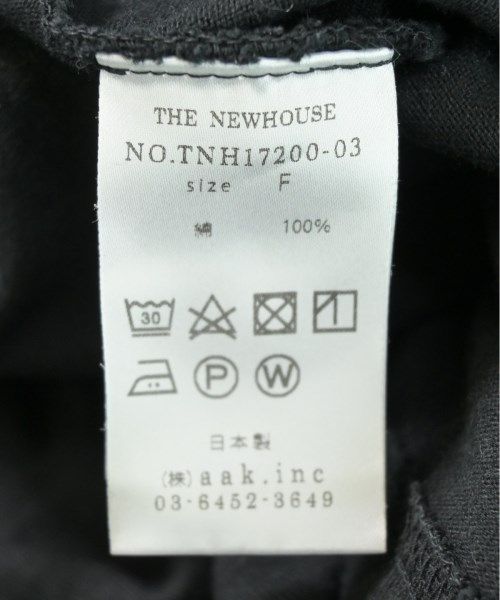 THE NEWHOUSE
NO.TNH17200-03
size F
綿 100%
30
P W
日本製
(株)aak.inc
03-6452-3649